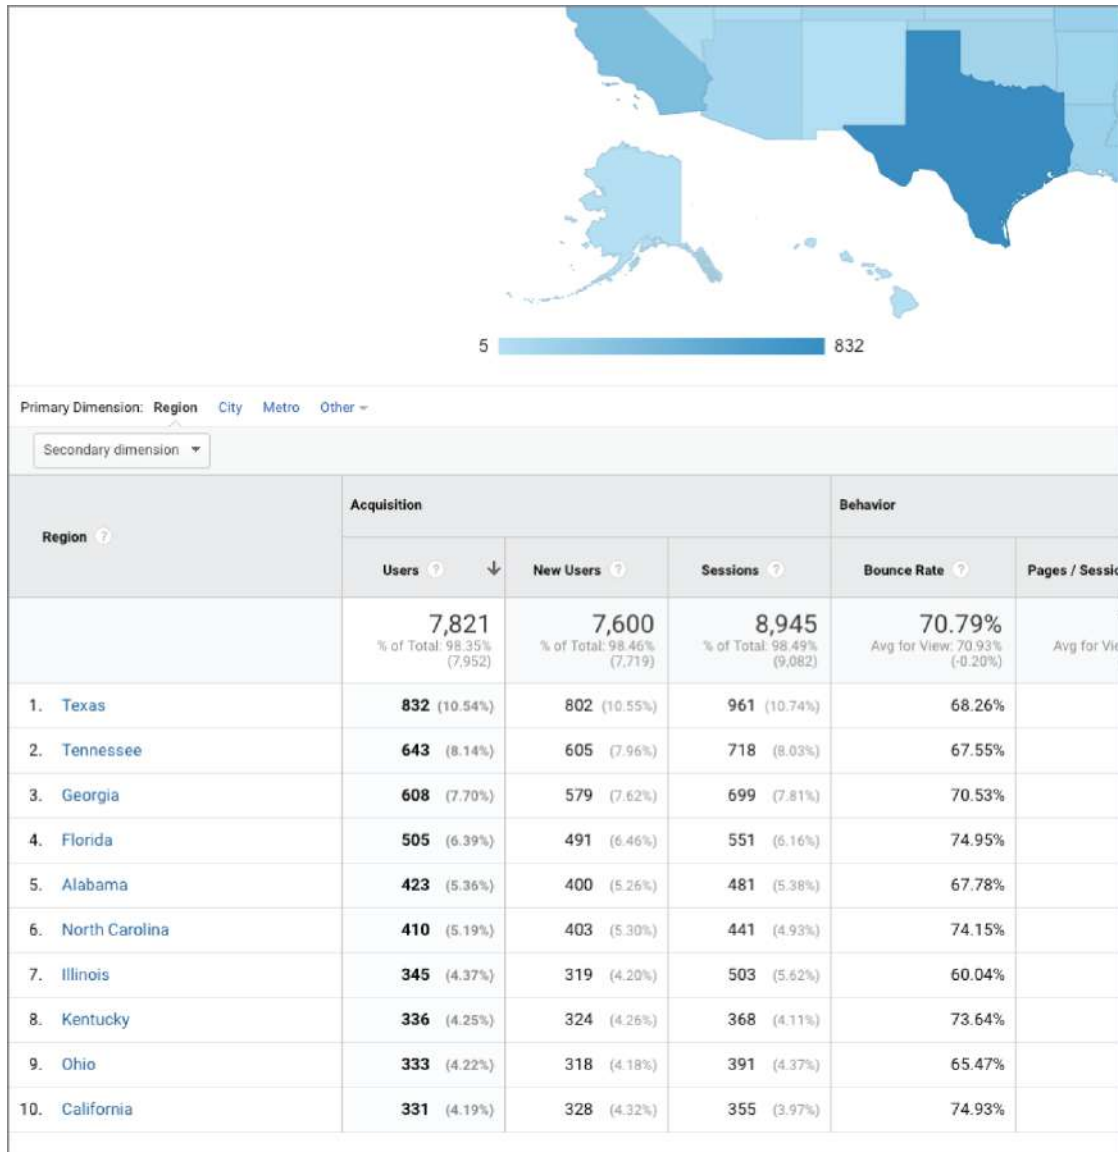 5 832
Primary Dimension: Region City Metro Other
Secondary dimension
Region ? Acquisition Behavior
Users ? New Users ? Sessions ? Bounce Rate ? Pages / Sessio
7,821 7,600 8,945 70.79%
% of Total: 98.35% % of Total: 98.46% % of Total: 98.49% Avg for View: 70.93% Avg for Vie
(7,952) (7,719) (9,082) (-0.20%)
1. Texas 832 (10.54%) 802 (10.55%) 961 (10.74%) 68.26%
2. Tennessee 643 (8.14%) 605 (7.96%) 718 (8.03%) 67.55%
3. Georgia 608 (7.70%) 579 (7.62%) 699 (7.81%) 70.53%
4. Florida 505 (6.39%) 491 (6.46%) 551 (6.16%) 74.95%
5. Alabama 423 (5.36%) 400 (5.26%) 481 (5.38%) 67.78%
6. North Carolina 410 (5.19%) 403 (5.30%) 441 (4.93%) 74.15%
7. Illinois 345 (4.37%) 319 (4.20%) 503 (5.62%) 60.04%
8. Kentucky 336 (4.25%) 324 (4.26%) 368 (4.11%) 73.64%
9. Ohio 333 (4.22%) 318 (4.18%) 391 (4.37%) 65.47%
10. California 331 (4.19%) 328 (4.32%) 355 (3.97%) 74.93%